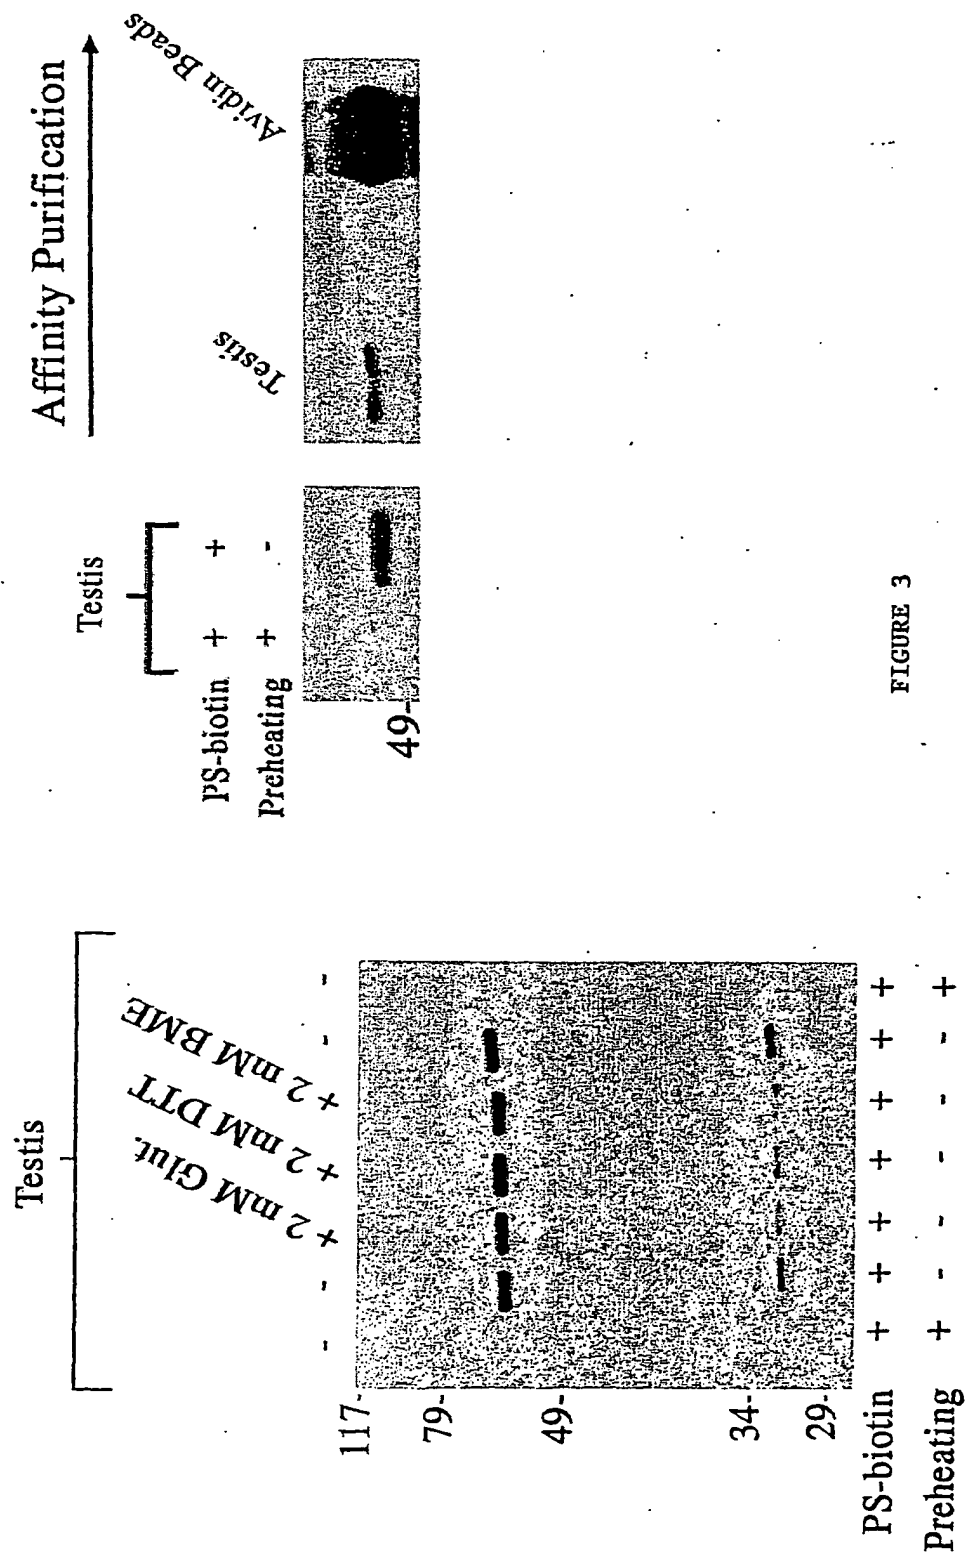 Testis
- - + 2 mM Glut. + 2 mM DTT + 2 mM BME - -
117-
79-
49-
34-
29-
PS-biotin + + + + + + +
Preheating + - - - - - +
Testis
PS-biotin + +
Preheating + -
49-
Affinity Purification
Testis
Avidin Beads
FIGURE 3